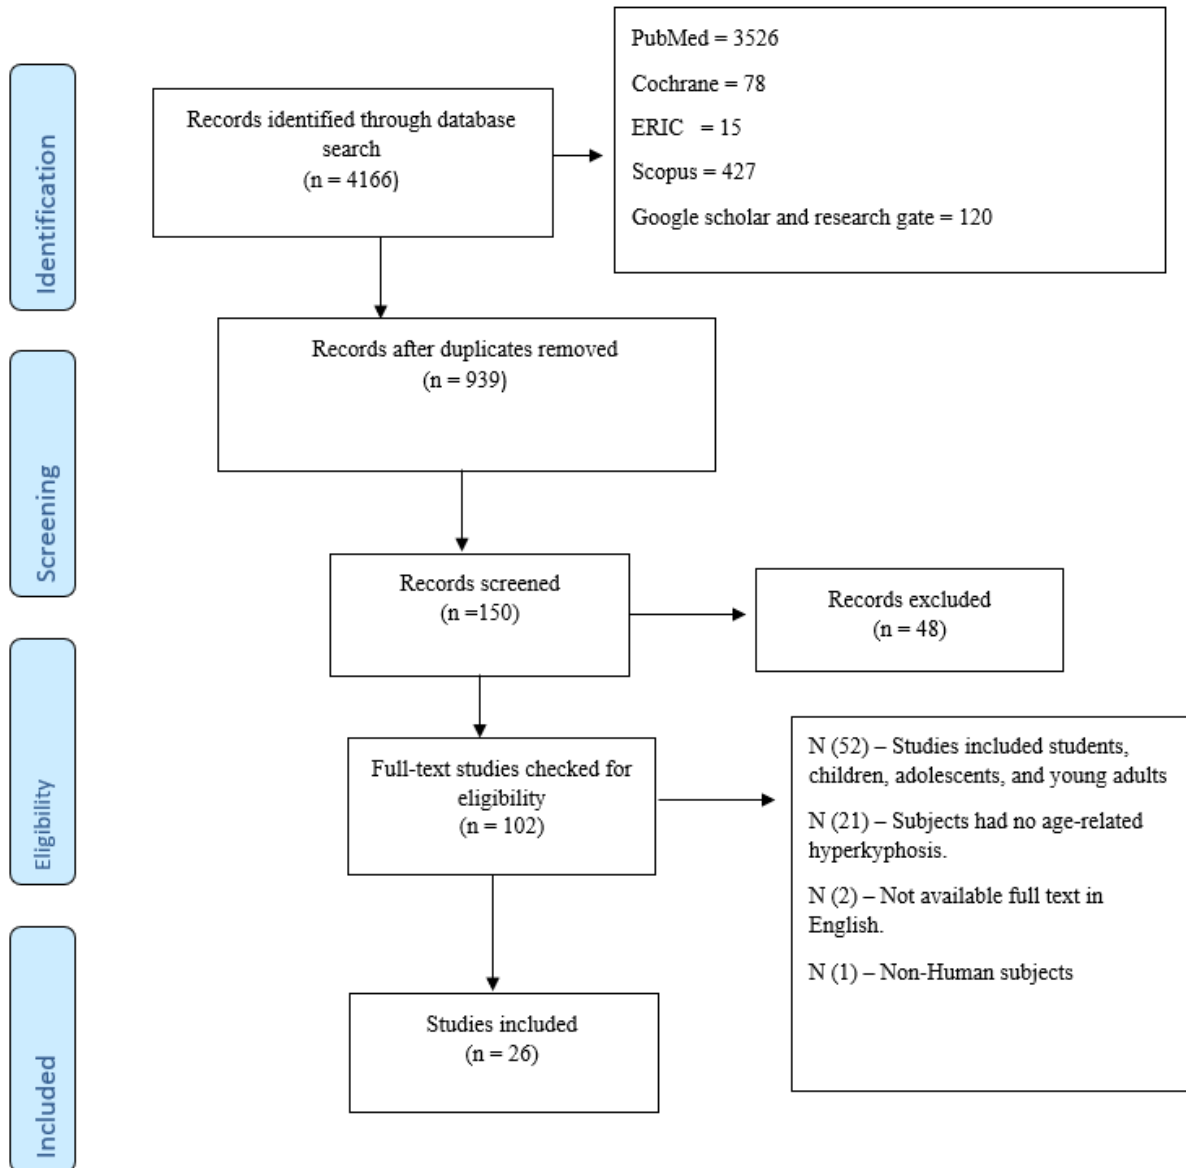 PubMed = 3526
Cochrane = 78
ERIC = 15
Scopus = 427
Google scholar and research gate = 120
Identification
Records identified through database
search
(n = 4166)
Records after duplicates removed
(n = 939)
Screening
Records screened
(n =150)
Records excluded
(n = 48)
Eligibility
Full-text studies checked for
eligibility
(n = 102)
N (52) – Studies included students,
children, adolescents, and young adults
N (21) – Subjects had no age-related
hyperkyphosis.
N (2) – Not available full text in
English.
N (1) – Non-Human subjects
Included
Studies included
(n = 26)